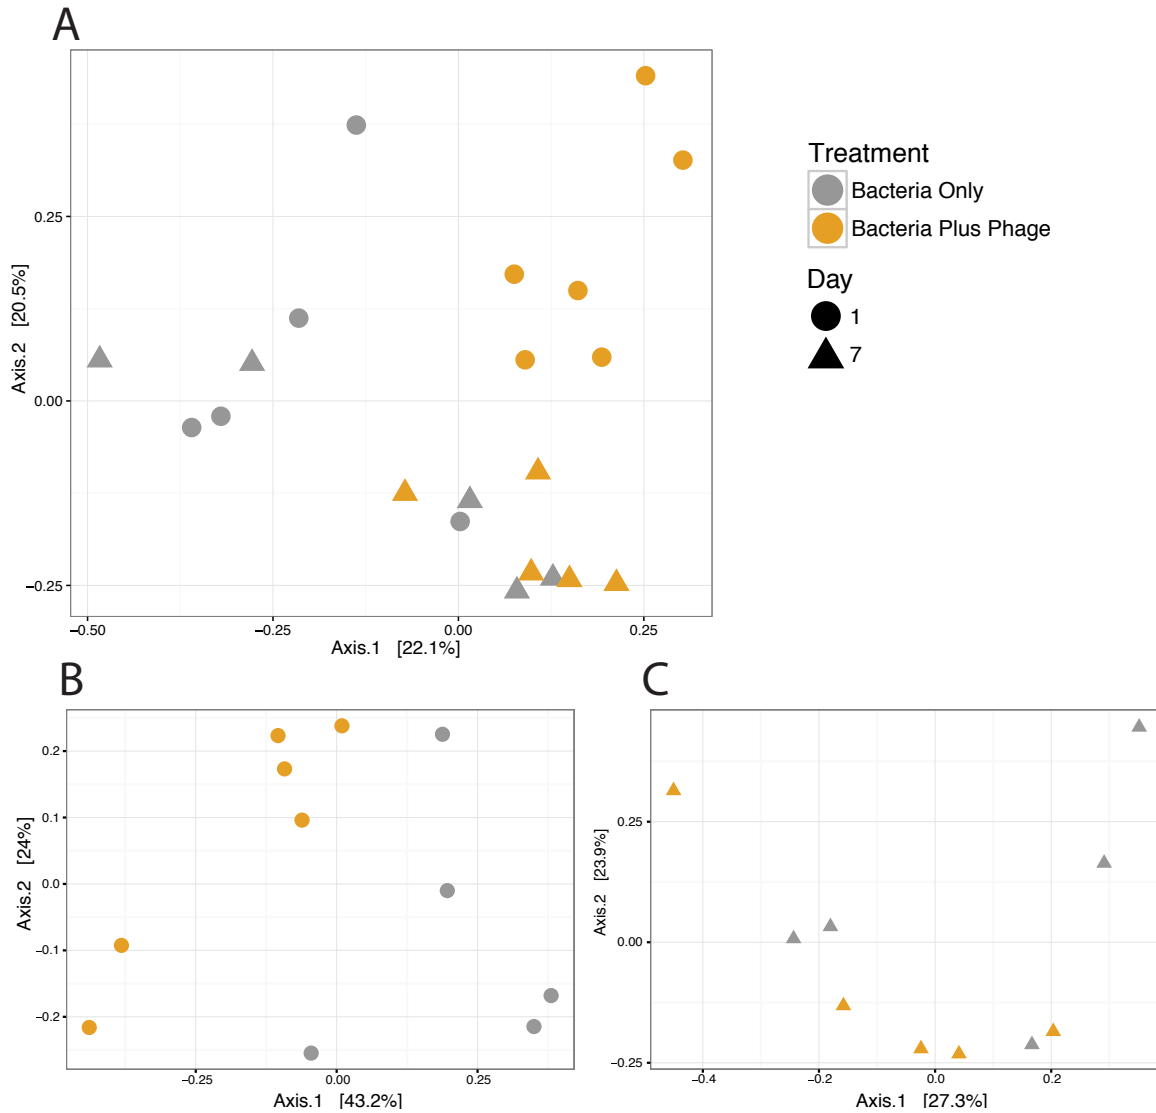 A
0.25
0.00
−0.25
Axis.2 [20.5%]
−0.50
−0.25
0.00
0.25
Axis.1 [22.1%]
Treatment
Bacteria Only
Bacteria Plus Phage
Day
1
7
B
0.2
0.1
0.0
−0.1
−0.2
Axis.2 [24%]
−0.25
0.00
0.25
Axis.1 [43.2%]
C
0.25
0.00
−0.25
Axis.2 [23.9%]
−0.4
−0.2
0.0
0.2
Axis.1 [27.3%]